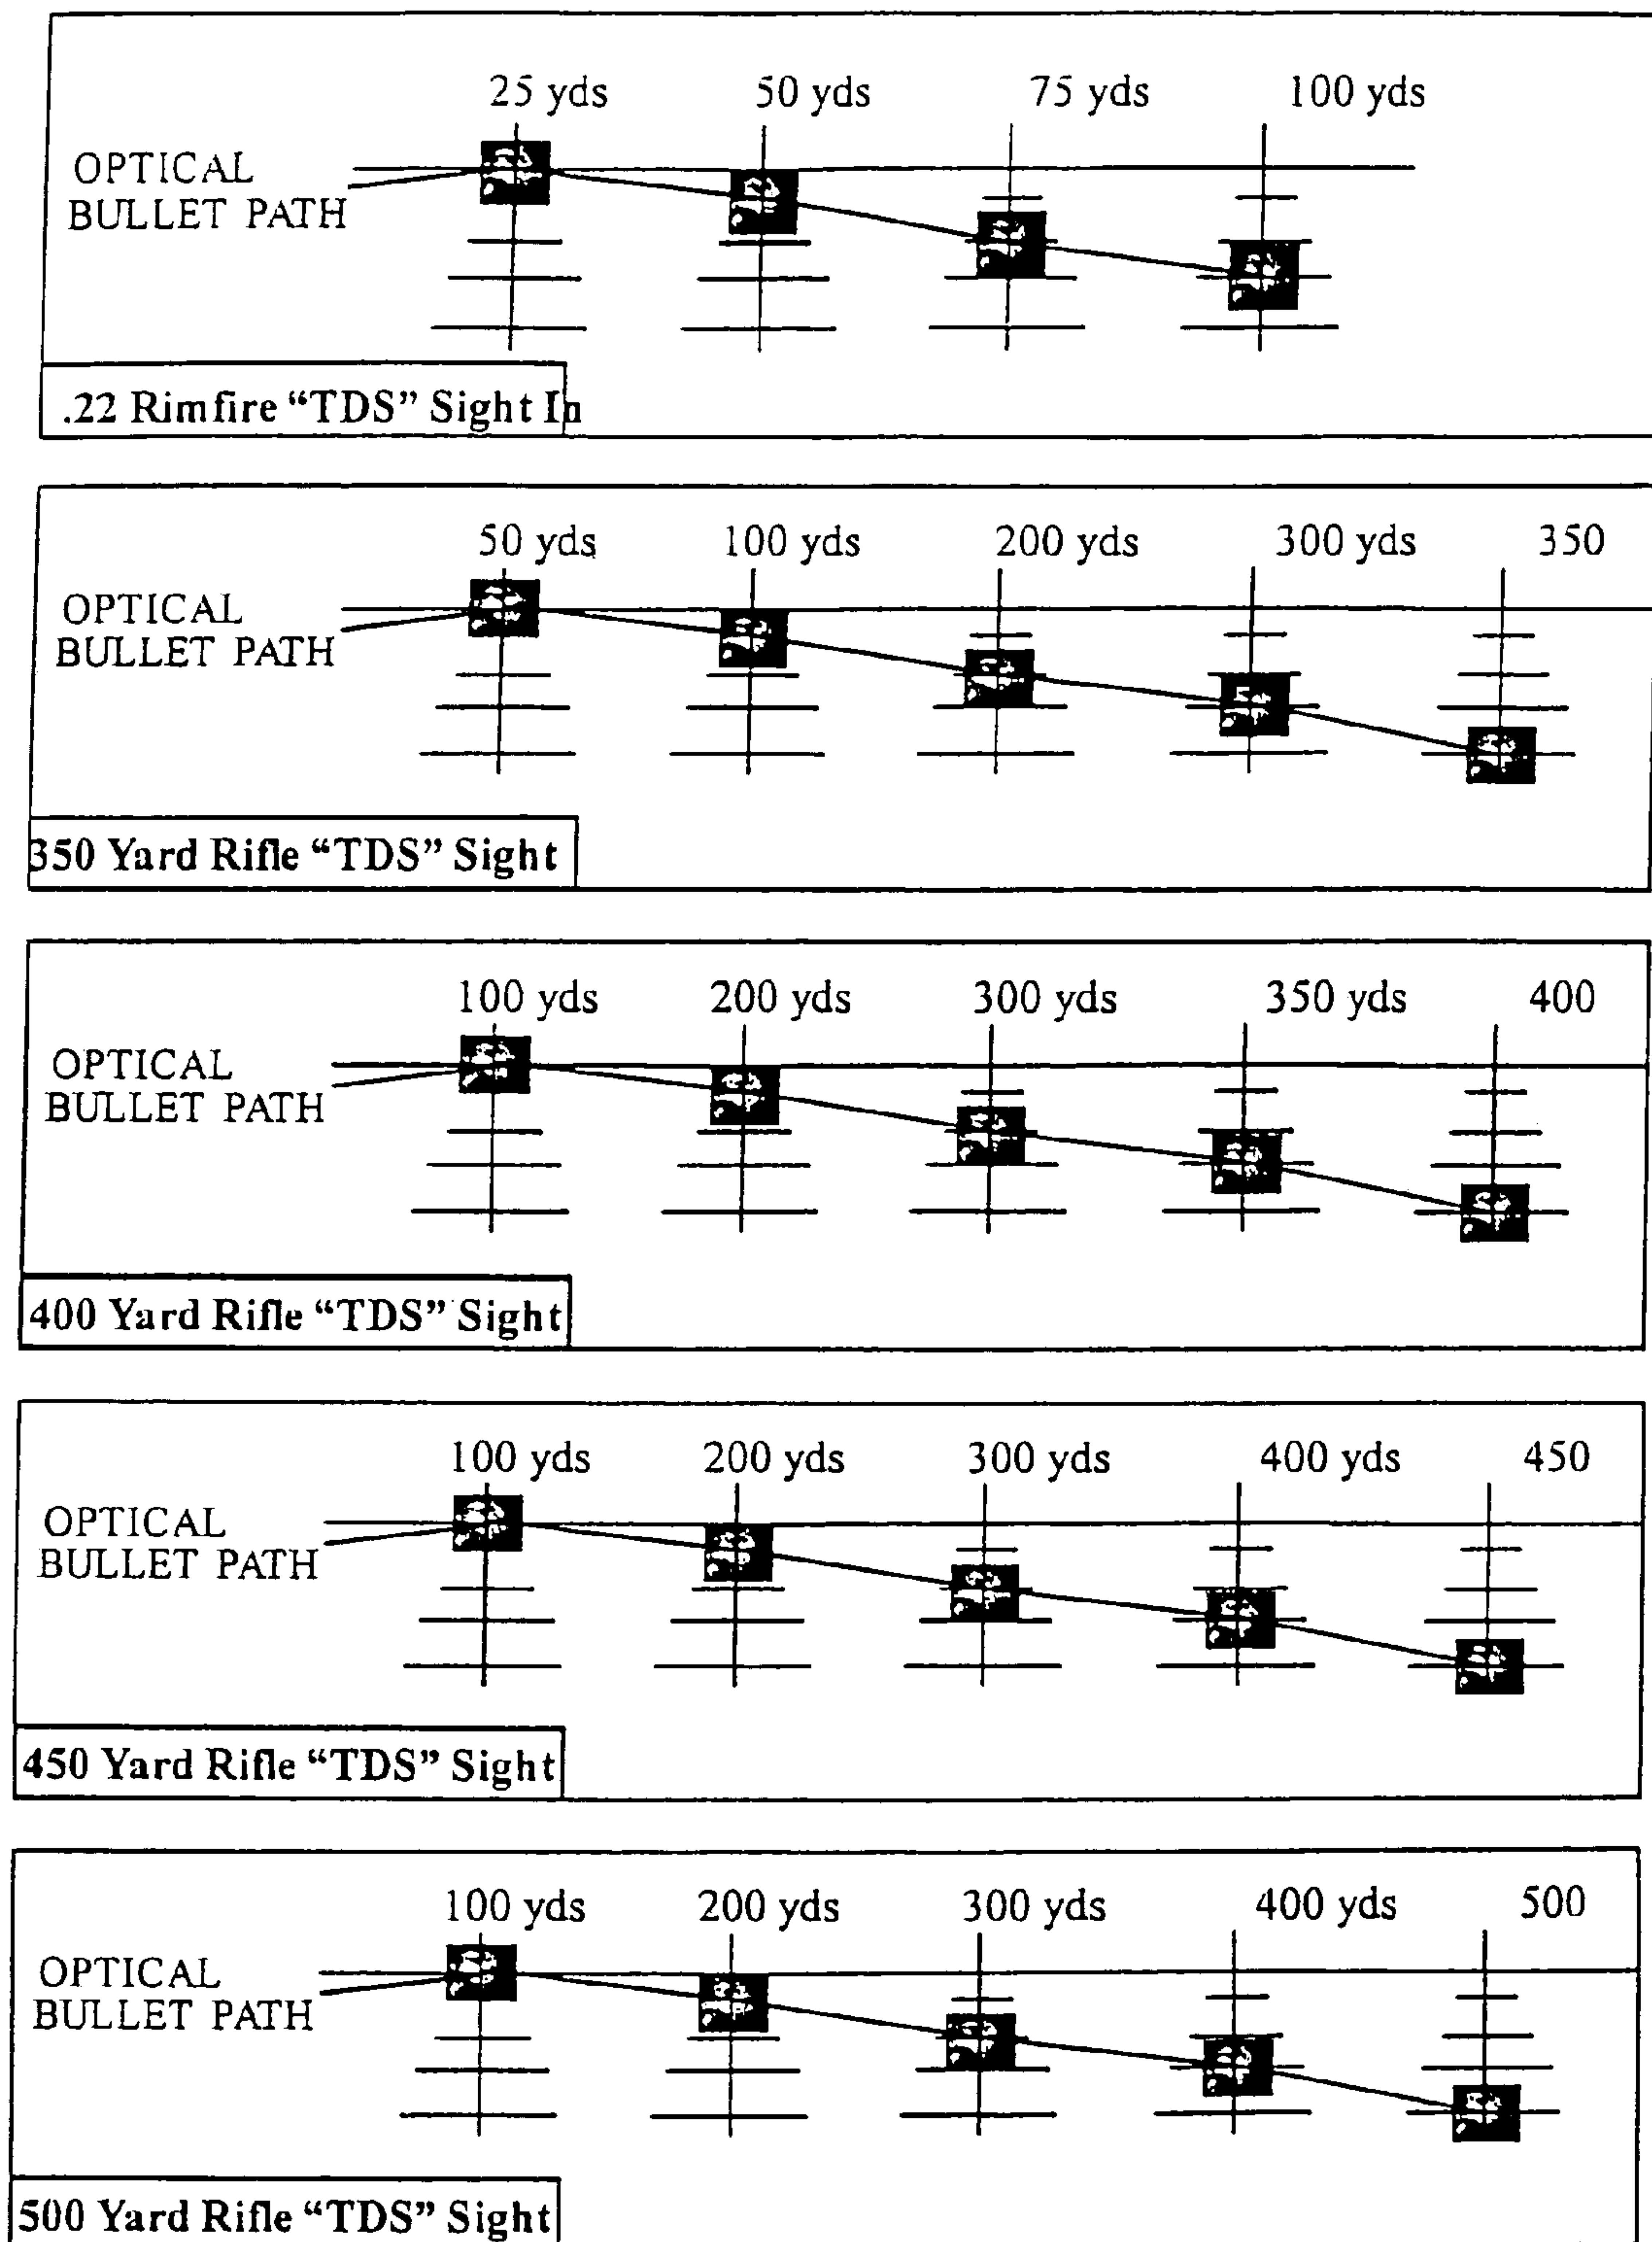 25 yds 50 yds 75 yds 100 yds
OPTICAL
BULLET PATH
.22 Rimfire “TDS” Sight In
50 yds 100 yds 200 yds 300 yds 350
OPTICAL
BULLET PATH
350 Yard Rifle “TDS” Sight
100 yds 200 yds 300 yds 350 yds 400
OPTICAL
BULLET PATH
400 Yard Rifle “TDS” Sight
100 yds 200 yds 300 yds 400 yds 450
OPTICAL
BULLET PATH
450 Yard Rifle “TDS” Sight
100 yds 200 yds 300 yds 400 yds 500
OPTICAL
BULLET PATH
500 Yard Rifle “TDS” Sight